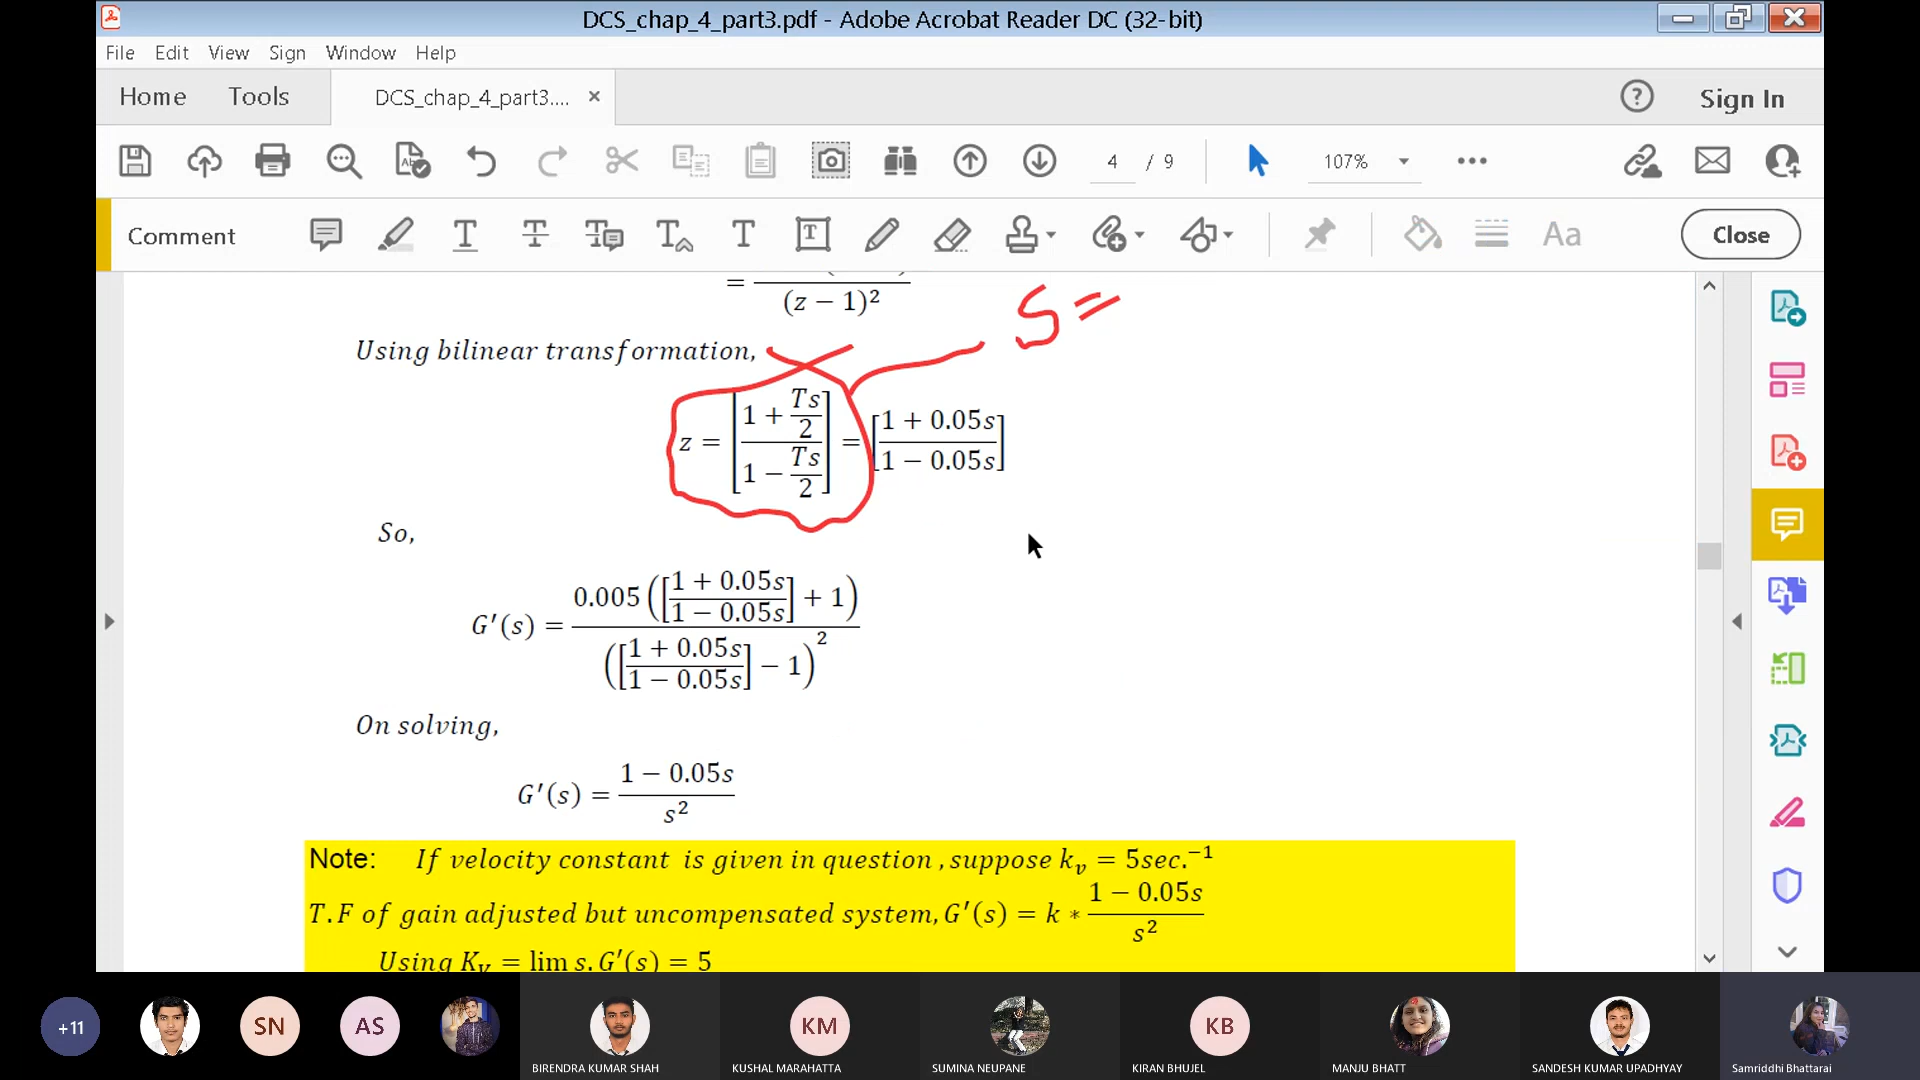 DCS_chap_4_part3.pdf - Adobe Acrobat Reader DC (32-bit)
File Edit View Sign Window Help
Home Tools DCS_chap_4_part3.... × ? Sign In
4 / 9 107%
Comment T T T T T T Aa Close
=
(z − 1)²
S =
Using bilinear transformation,
z = [(1 + Ts/2)/(1 − Ts/2)] = [(1 + 0.05s)/(1 − 0.05s)]
So,
G′(s) = 0.005([(1 + 0.05s)/(1 − 0.05s)] + 1) / ([(1 + 0.05s)/(1 − 0.05s)] − 1)²
On solving,
G′(s) = (1 − 0.05s)/s²
Note: If velocity constant is given in question, suppose kᵥ = 5sec.⁻¹
T.F of gain adjusted but uncompensated system, G′(s) = k * (1 − 0.05s)/s²
Using Kᵥ = lim s.G′(s) = 5
+11 SN AS KM KB
BIRENDRA KUMAR SHAH KUSHAL MARAHATTA SUMINA NEUPANE KIRAN BHUJEL MANJU BHATT SANDESH KUMAR UPADHYAY Samriddhi Bhattarai